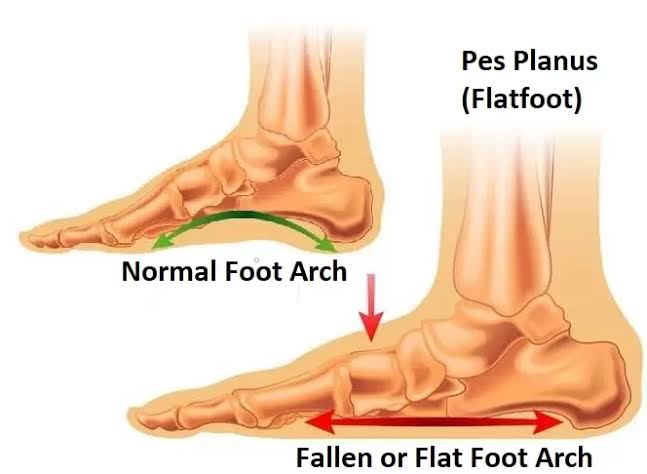 Pes Planus
(Flatfoot)
Normal Foot Arch
Fallen or Flat Foot Arch